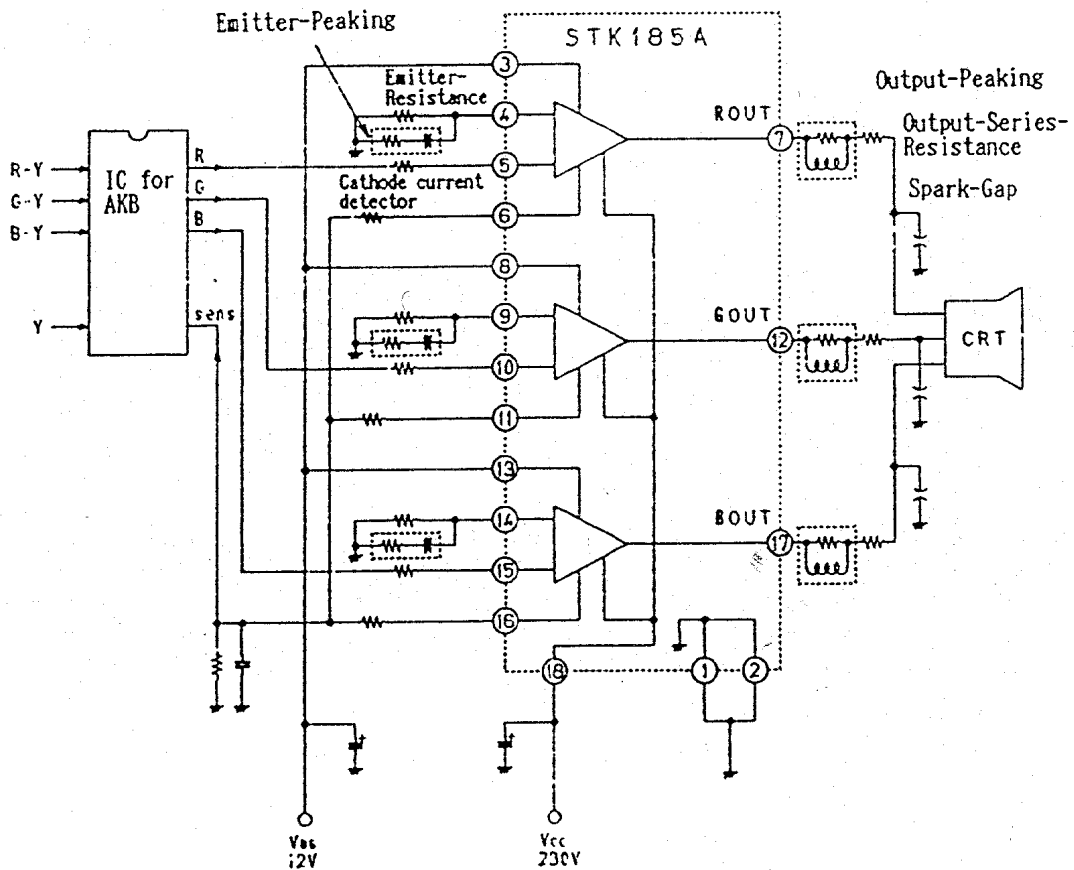 Emitter-Peaking
STK185A
Emitter-
Resistance
Output-Peaking
Output-Series-
Resistance
Spark-Gap
IC for
AKB
R-Y
G-Y
B-Y
Y
R
G
B
sens
Cathode current
detector
3
4
5
6
8
9
10
11
13
14
15
16
18
1
2
ROUT
7
GOUT
12
BOUT
17
CRT
12V
Vcc
230V